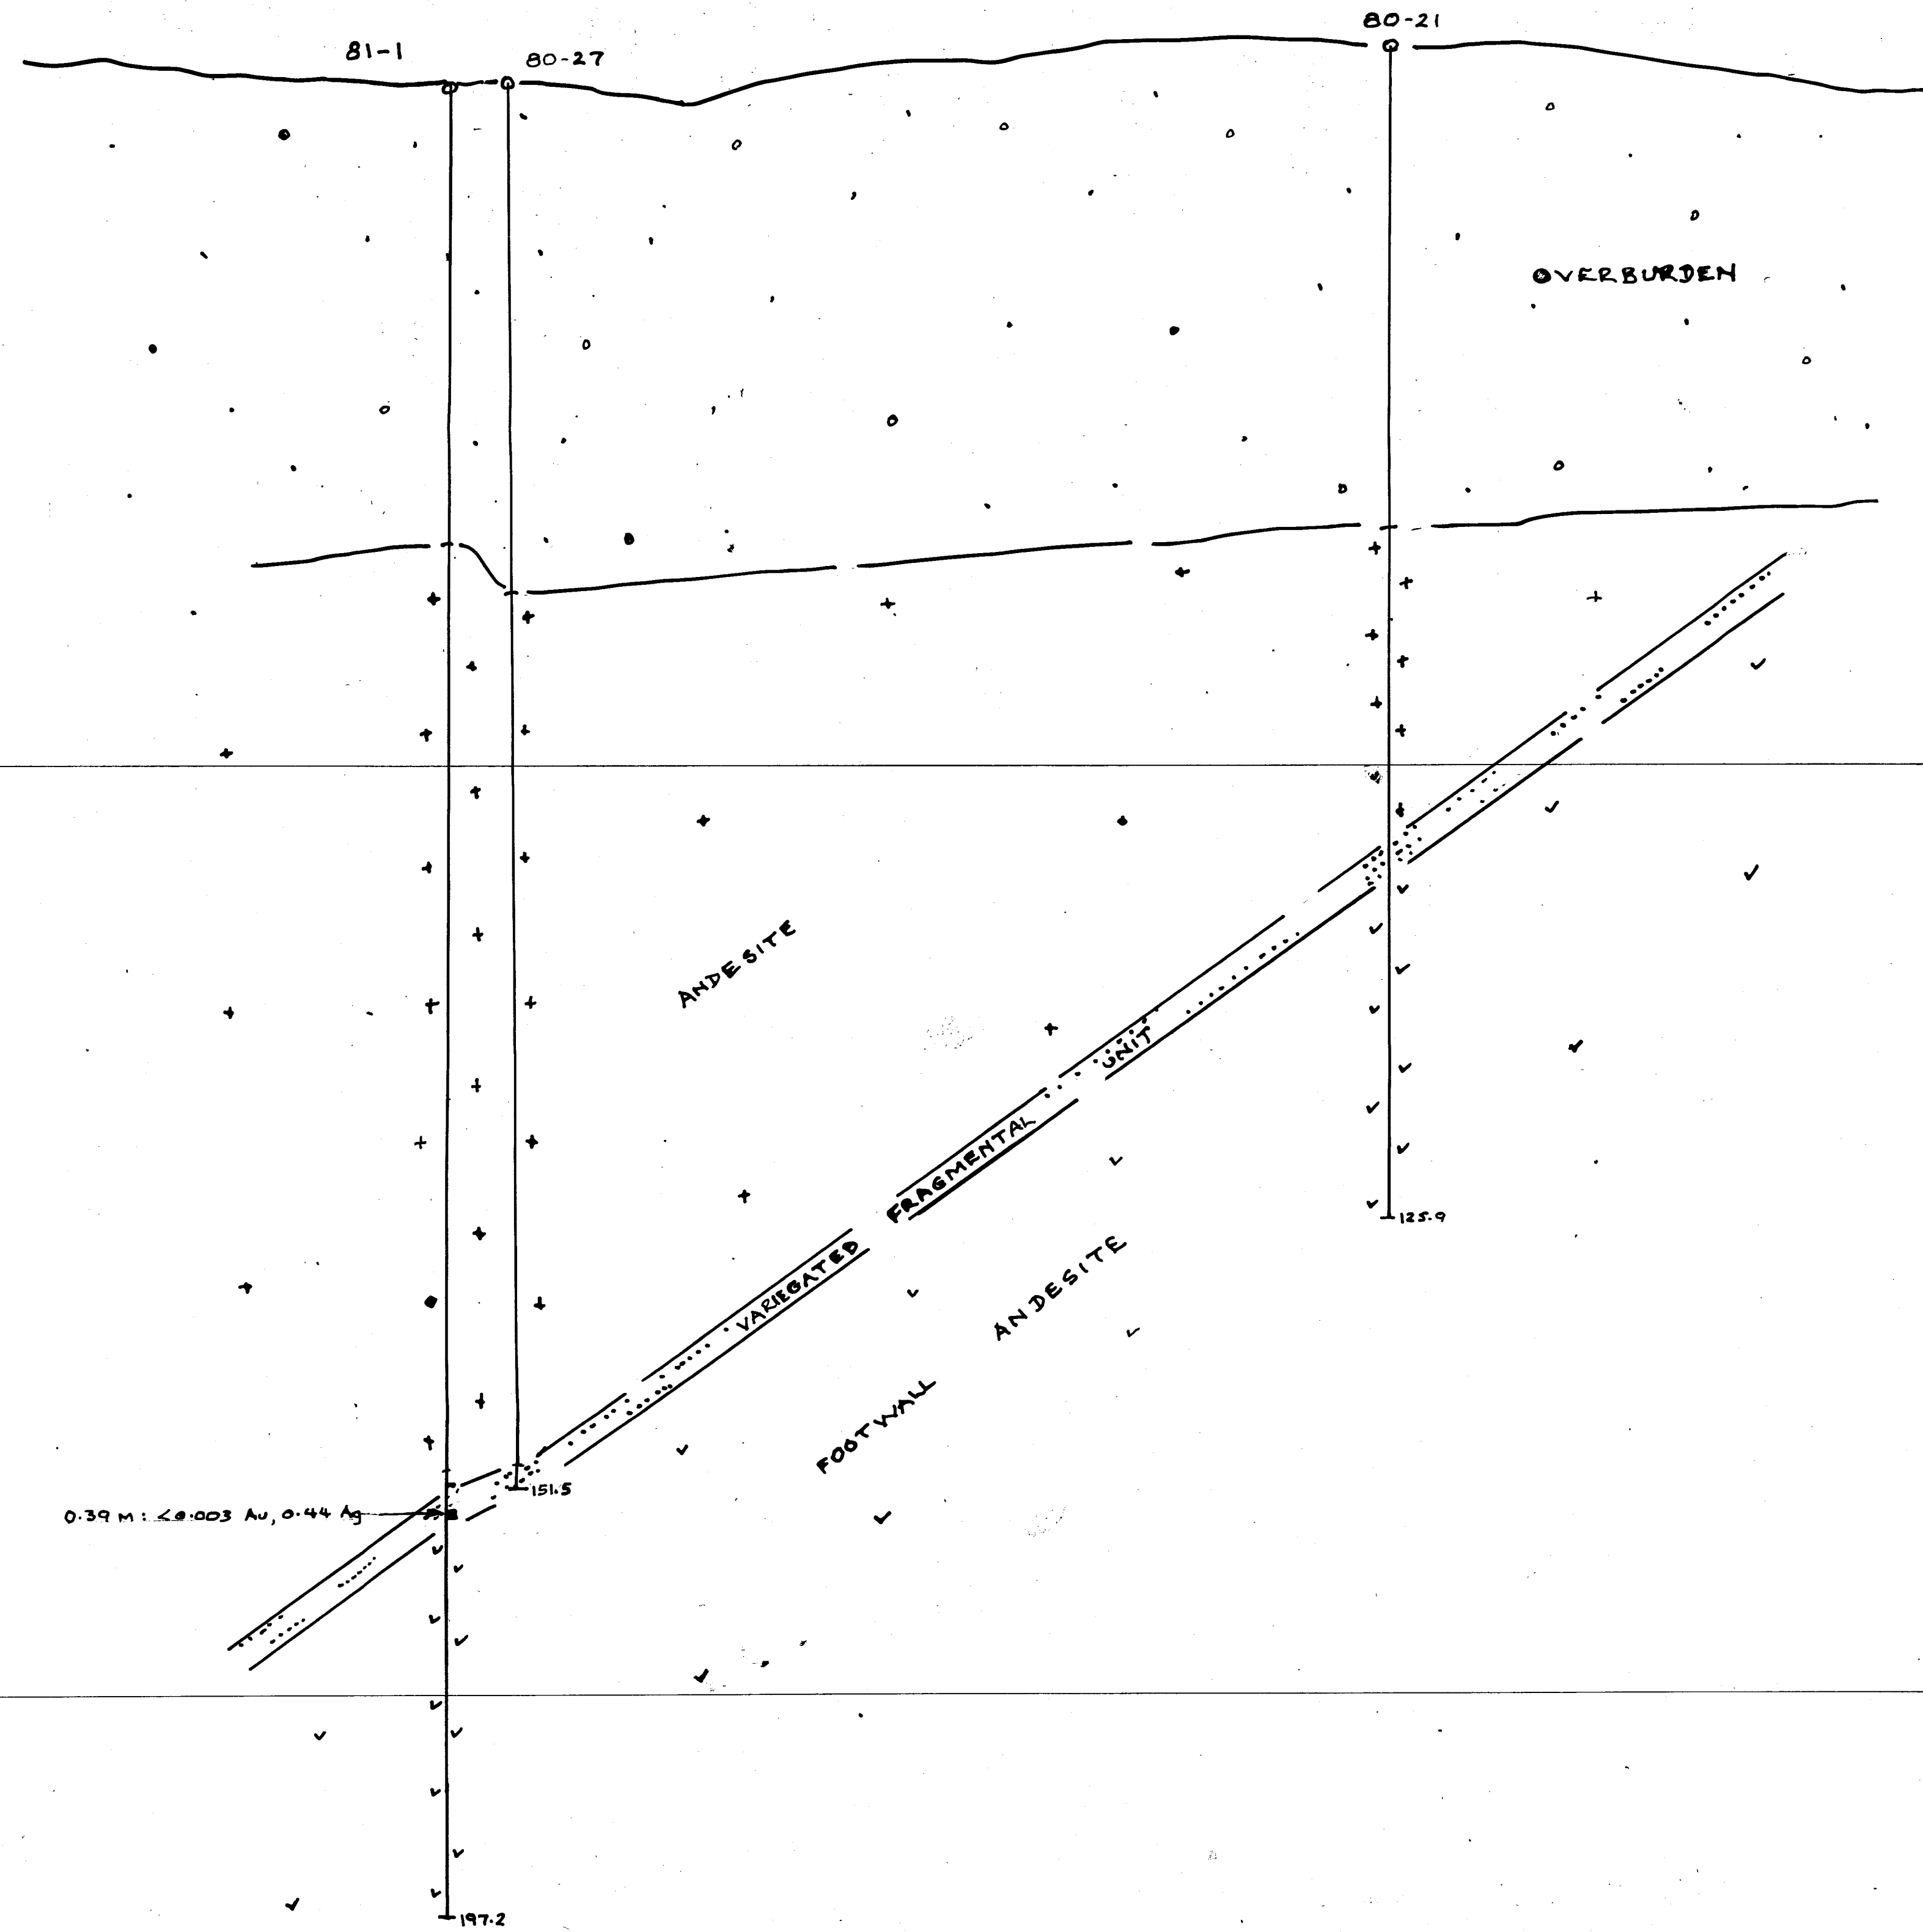 80-21
81-1
80-27
OVERBURDEN
ANDESITE
VARIEGATED FRAGMENTAL UNIT
125.9
FOOTWALL ANDESITE
151.5
0.39 M: <0.003 Au, 0.44 Ag
197.2